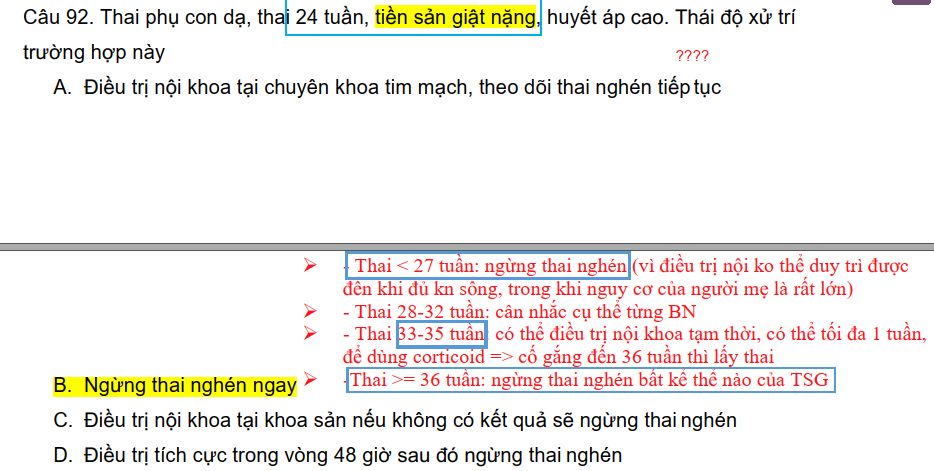 Câu 92. Thai phụ con dạ, thai 24 tuần, tiền sản giật nặng, huyết áp cao. Thái độ xử trí
trường hợp này
????
A. Điều trị nội khoa tại chuyên khoa tim mạch, theo dõi thai nghén tiếp tục
➢ - Thai < 27 tuần: ngừng thai nghén (vì điều trị nội ko thể duy trì được
đên khi đủ kn sông, trong khi nguy cơ của người mẹ là rất lớn)
➢ - Thai 28-32 tuần: cân nhắc cụ thể từng BN
➢ - Thai 33-35 tuần, có thể điều trị nội khoa tạm thời, có thể tối đa 1 tuần,
để dùng corticoid => cố gắng đến 36 tuần thì lấy thai
B. Ngừng thai nghén ngay ➢ - Thai >= 36 tuần: ngừng thai nghén bất kể thể nào của TSG
C. Điều trị nội khoa tại khoa sản nếu không có kết quả sẽ ngừng thai nghén
D. Điều trị tích cực trong vòng 48 giờ sau đó ngừng thai nghén